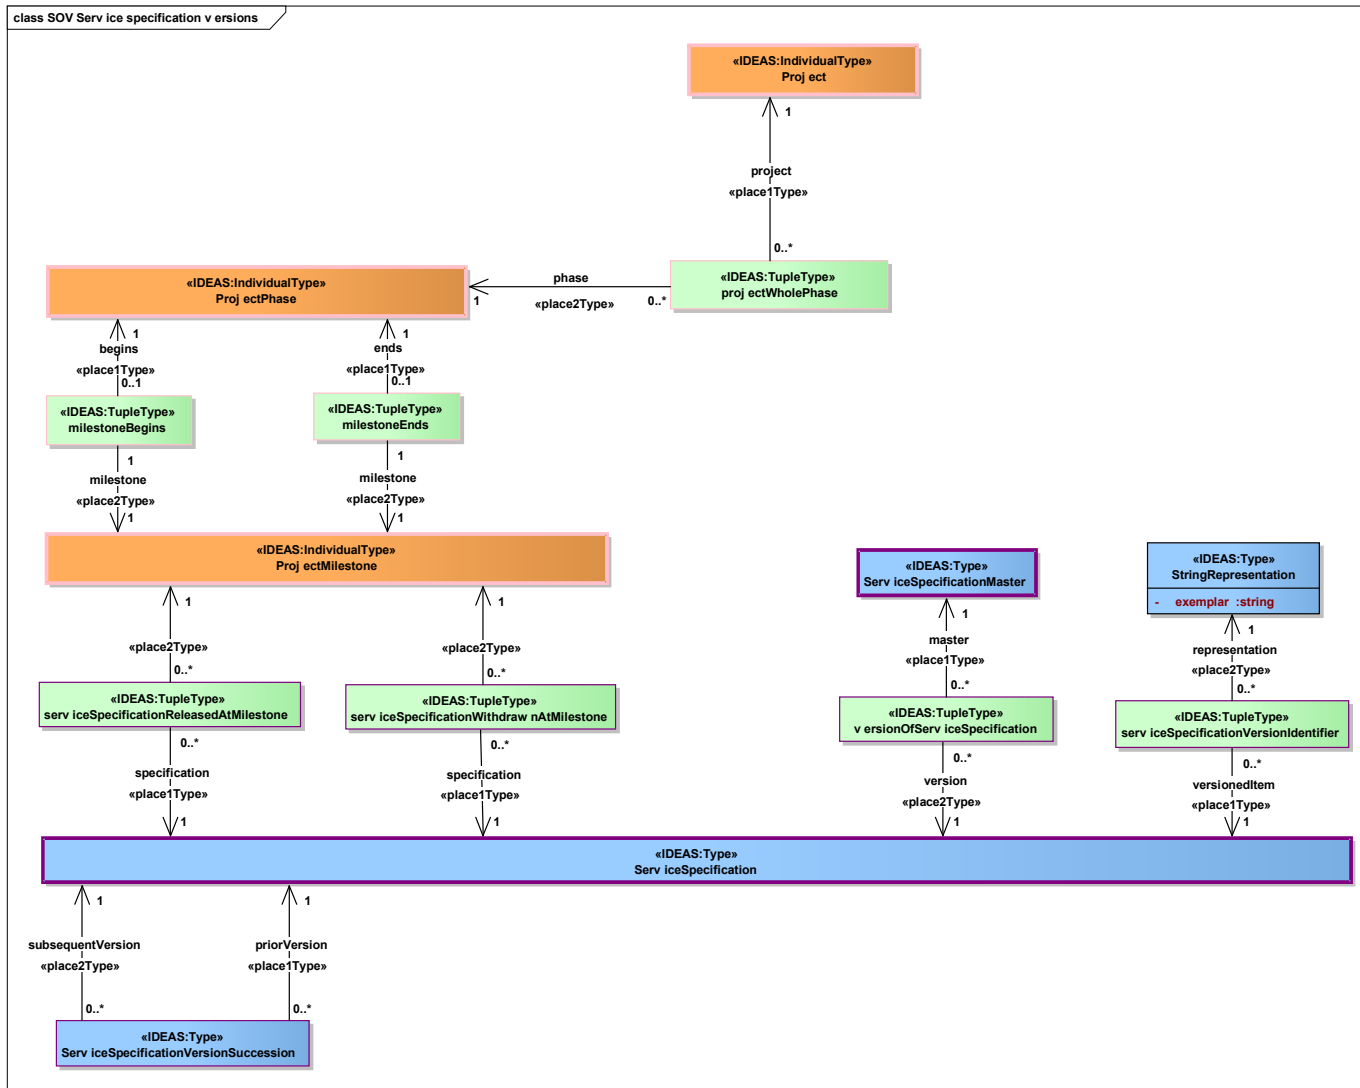 class SOV Serv ice specification v ersions
«IDEAS:IndividualType»
Proj ect
1
project
«place1Type»
0..*
«IDEAS:IndividualType»
Proj ectPhase
phase
1
«place2Type»
0..*
«IDEAS:TupleType»
proj ectWholePhase
1
begins
«place1Type»
0..1
1
ends
«place1Type»
0..1
«IDEAS:TupleType»
milestoneBegins
«IDEAS:TupleType»
milestoneEnds
1
milestone
«place2Type»
1
1
milestone
«place2Type»
1
«IDEAS:IndividualType»
Proj ectMilestone
«IDEAS:Type»
Serv iceSpecificationMaster
«IDEAS:Type»
StringRepresentation
- exemplar :string
1
«place2Type»
0..*
1
«place2Type»
0..*
1
master
«place1Type»
0..*
1
representation
«place2Type»
0..*
«IDEAS:TupleType»
serv iceSpecificationReleasedAtMilestone
«IDEAS:TupleType»
serv iceSpecificationWithdraw nAtMilestone
«IDEAS:TupleType»
v ersionOfServ iceSpecification
«IDEAS:TupleType»
serv iceSpecificationVersionIdentifier
0..*
specification
«place1Type»
1
0..*
specification
«place1Type»
1
0..*
version
«place2Type»
1
0..*
versionedItem
«place1Type»
1
«IDEAS:Type»
Serv iceSpecification
1
subsequentVersion
«place2Type»
0..*
1
priorVersion
«place1Type»
0..*
«IDEAS:Type»
Serv iceSpecificationVersionSuccession